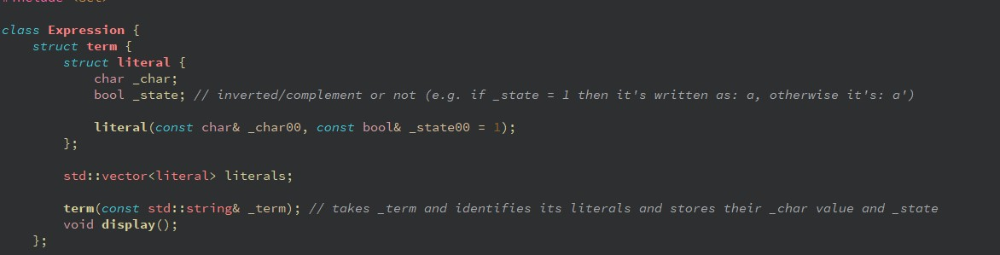 class Expression {
    struct term {
        struct literal {
            char _char;
            bool _state; // inverted/complement or not (e.g. if _state = 1 then it's written as: a, otherwise it's: a')
            literal(const char& _char00, const bool& _state00 = 1);
        };
        std::vector<literal> literals;
        term(const std::string& _term); // takes _term and identifies its literals and stores their _char value and _state
        void display();
    };